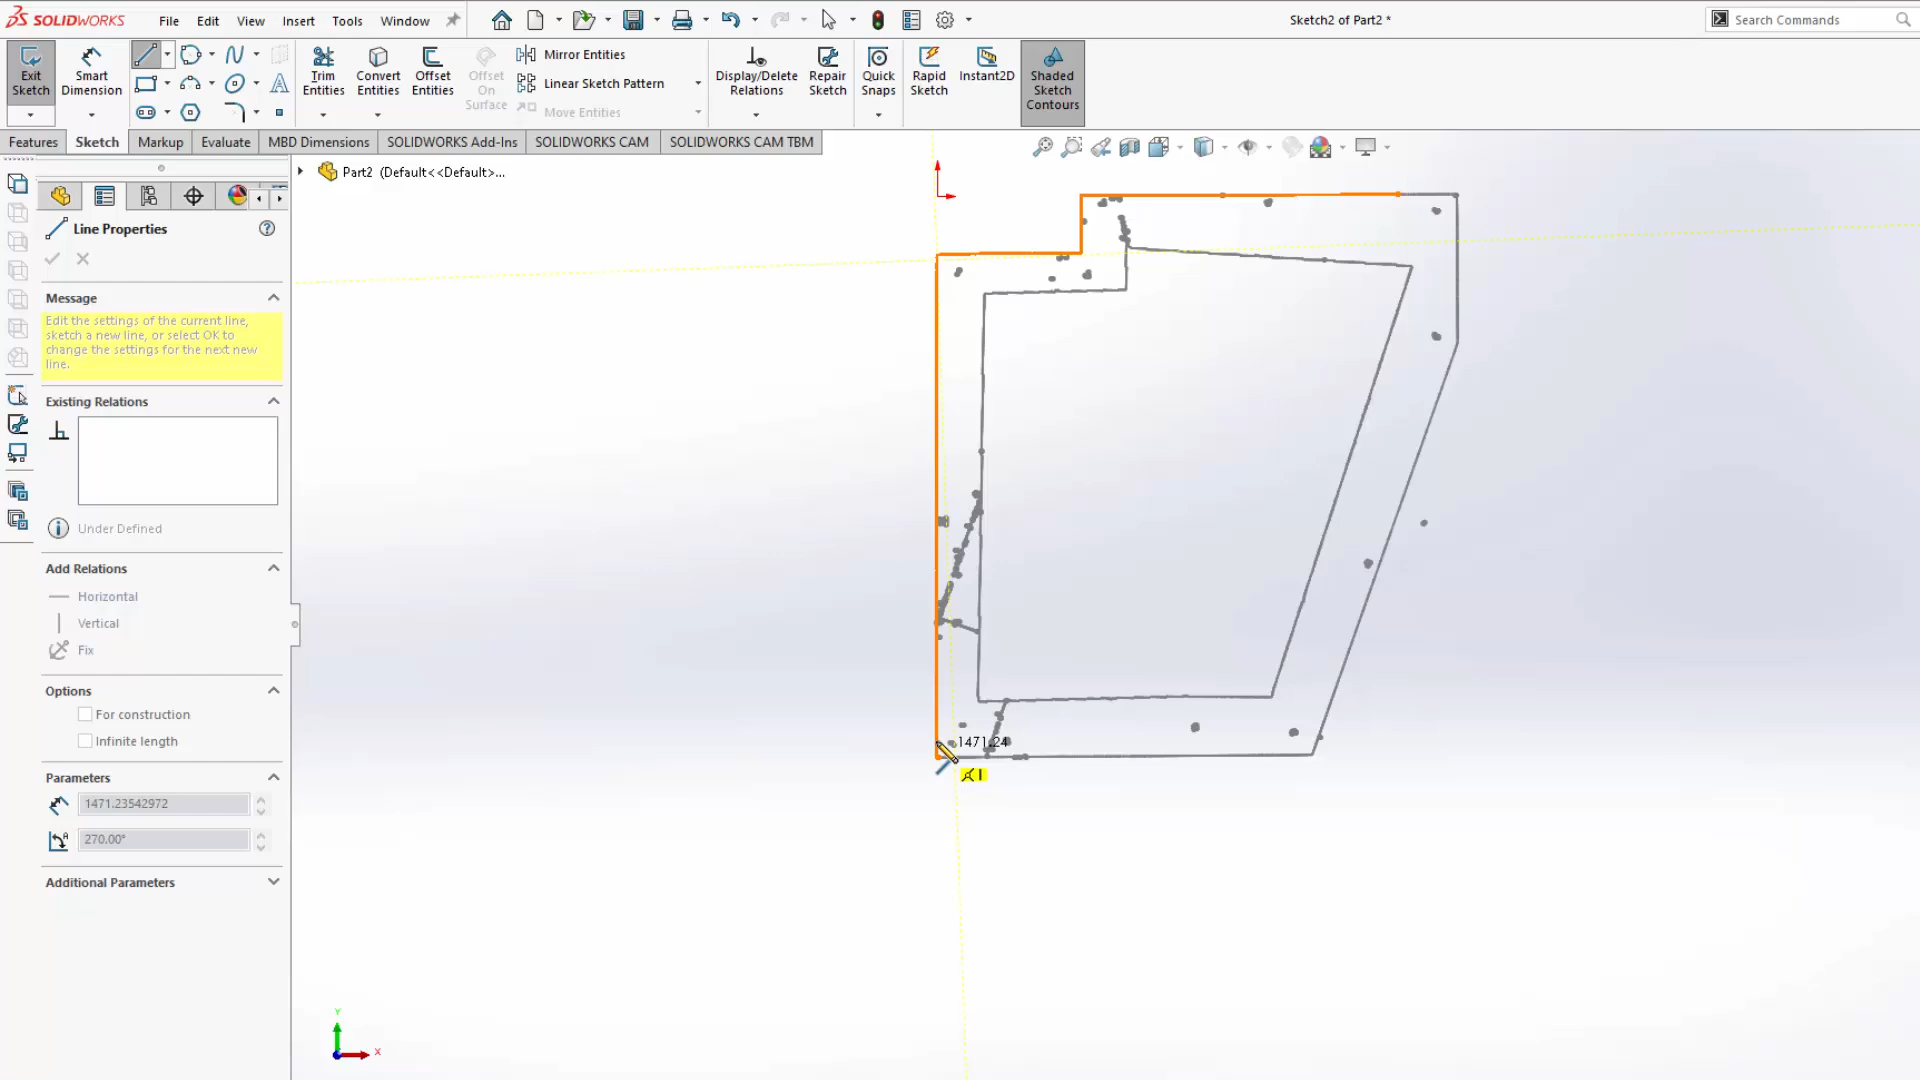 SOLIDWORKS
File Edit View Insert Tools Window
Sketch2 of Part2 *
Search Commands
Exit Sketch
Smart Dimension
Trim Entities
Convert Entities
Offset Entities
Offset On Surface
Mirror Entities
Linear Sketch Pattern
Move Entities
Display/Delete Relations
Repair Sketch
Quick Snaps
Rapid Sketch
Instant2D
Shaded Sketch Contours
Features Sketch Markup Evaluate MBD Dimensions SOLIDWORKS Add-Ins SOLIDWORKS CAM SOLIDWORKS CAM TBM
Part2 (Default<<Default>...
Line Properties
Message
Edit the settings of the current line,
sketch a new line, or select OK to
change the settings for the next new
line.
Existing Relations
Under Defined
Add Relations
Horizontal
Vertical
Fix
Options
For construction
Infinite length
Parameters
1471.23542972
270.00°
Additional Parameters
1471.24
Y
X